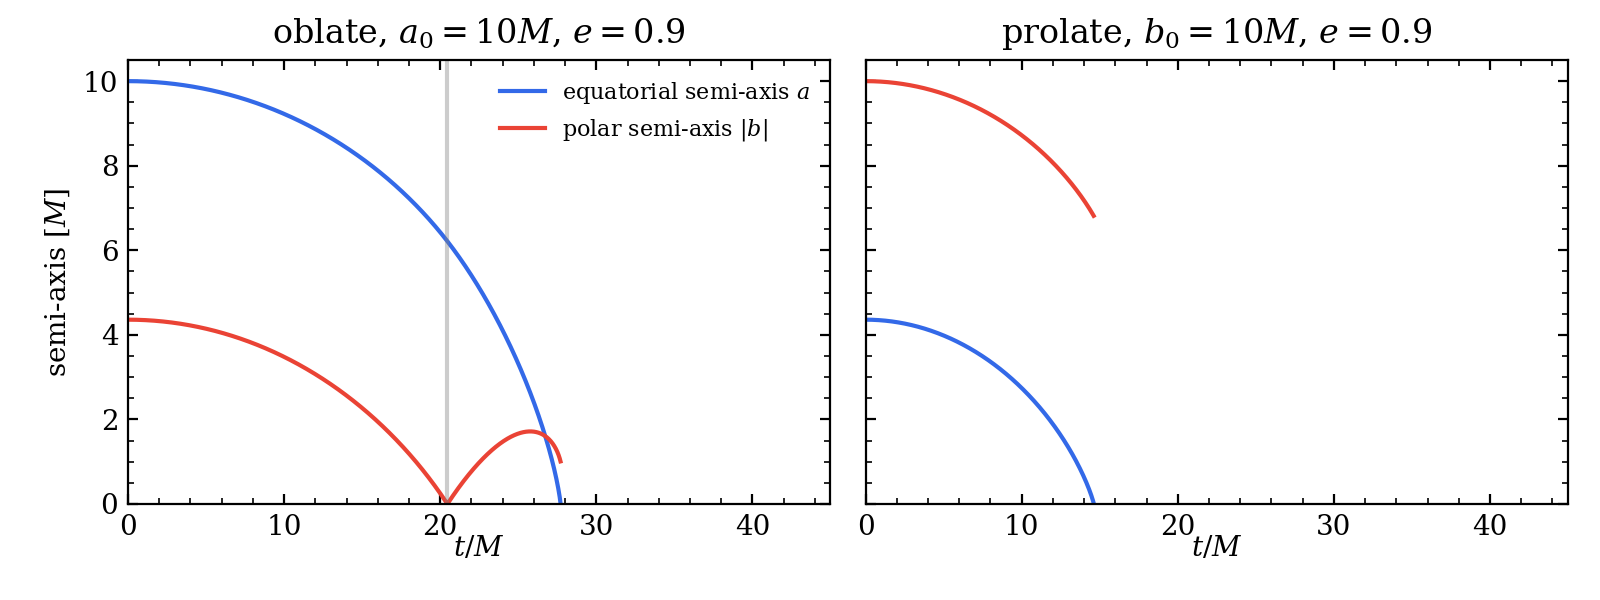 oblate, a₀ = 10M, e = 0.9
prolate, b₀ = 10M, e = 0.9
equatorial semi-axis a
polar semi-axis |b|
semi-axis [M]
10
8
6
4
2
0
0 10 20 30 40
t/M
0 10 20 30 40
t/M